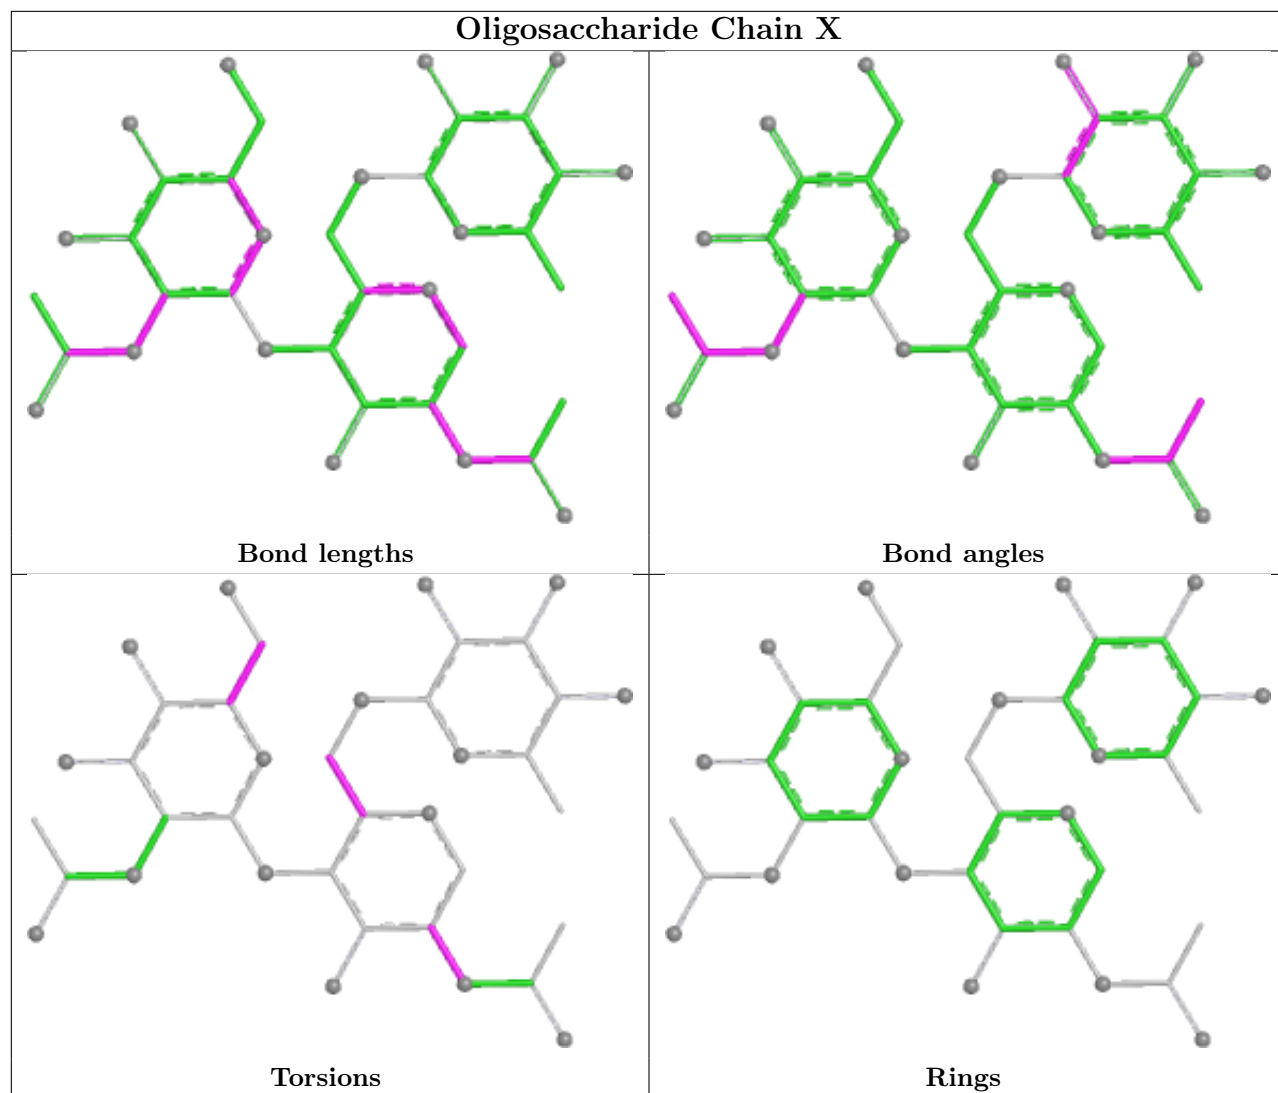 Oligosaccharide Chain X
Bond lengths
Bond angles
Torsions
Rings